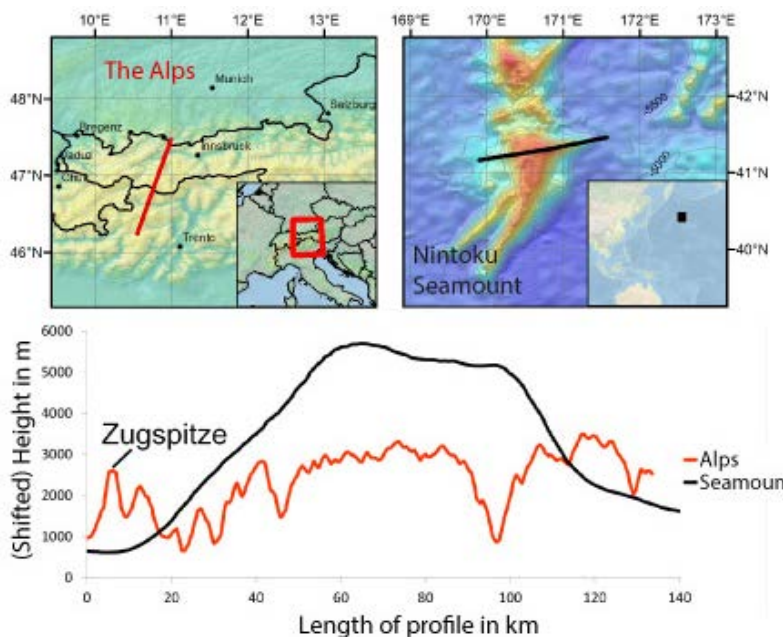 10°E 11°E 12°E 13°E
169°E 170°E 171°E 172°E 173°E
The Alps
Munich
48°N
Salzburg
42°N
-5000
Bregenz
Vaduz
Innsbruck
47°N
41°N
Trento
46°N
Nintoku
Seamount
40°N
(Shifted) Height in m
6000
5000
4000
3000
2000
1000
0
Zugspitze
Alps
Seamount
0 20 40 60 80 100 120 140
Length of profile in km